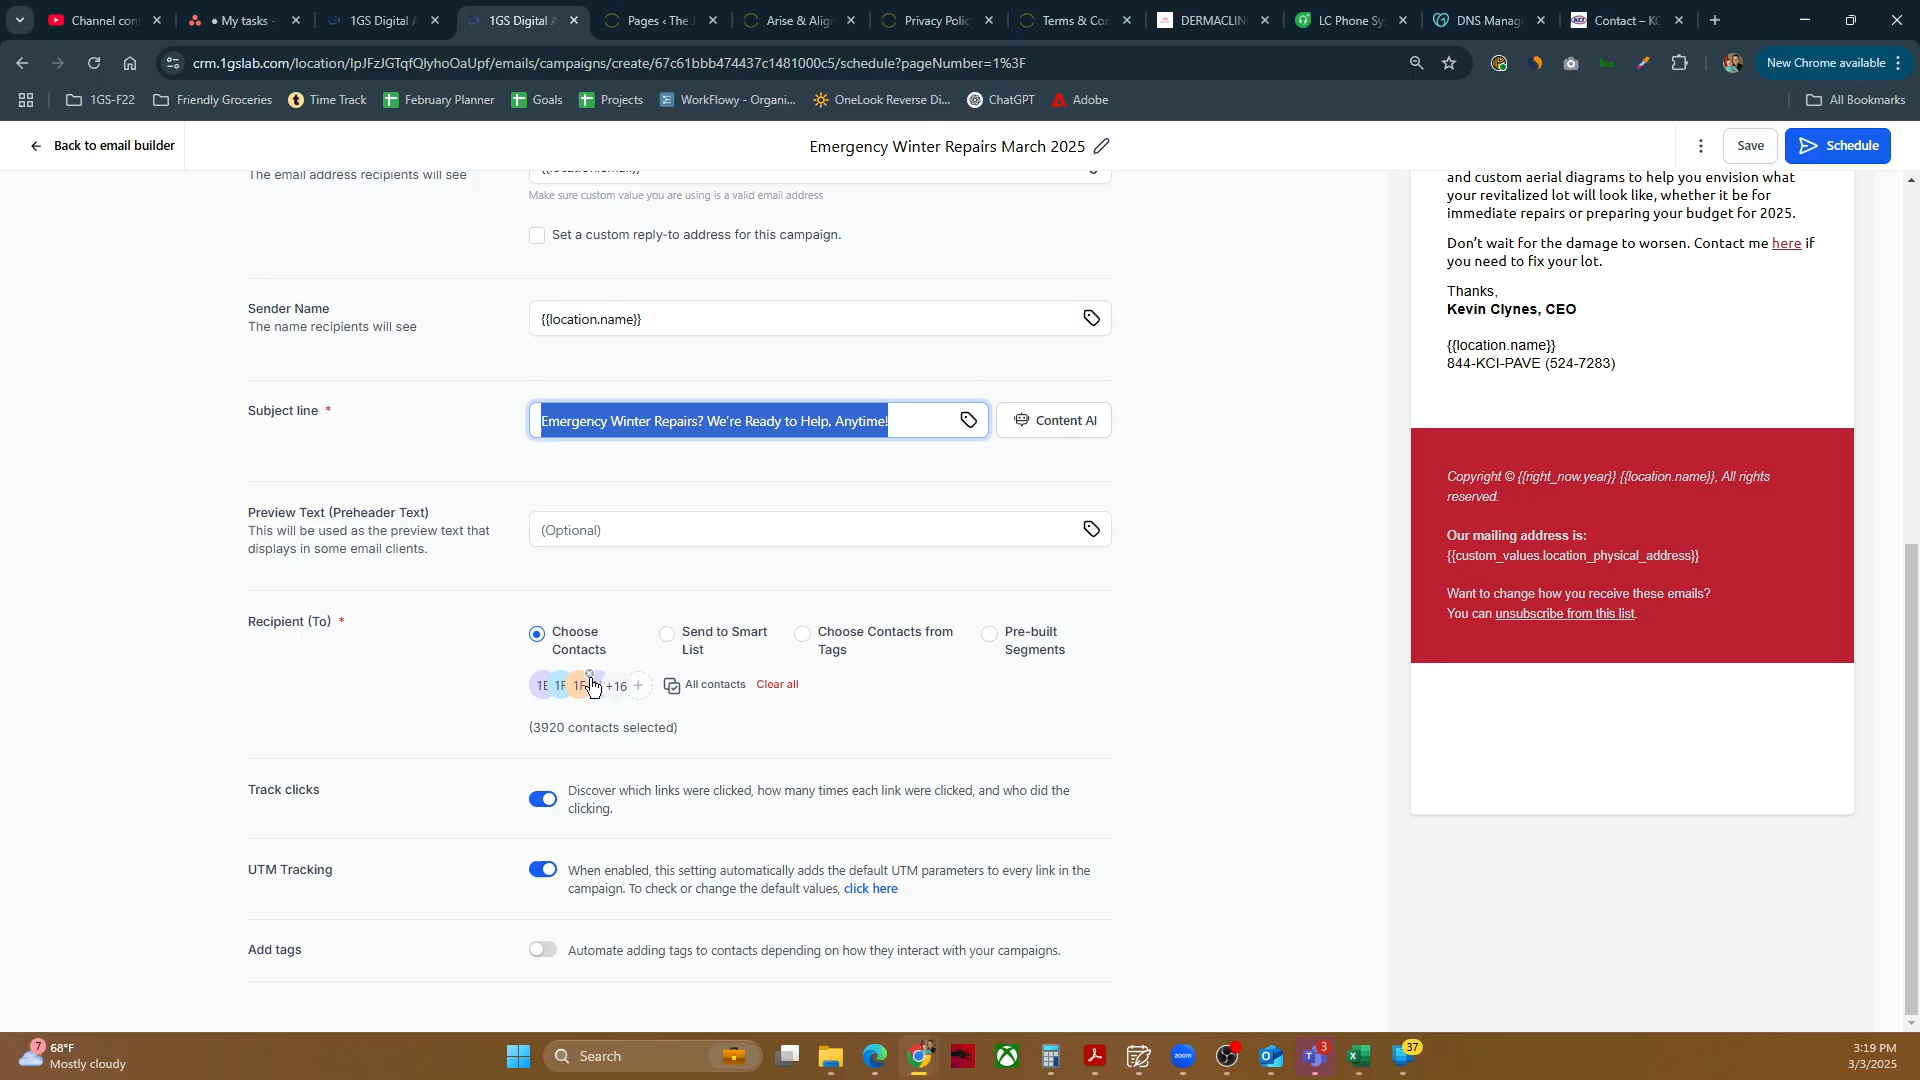 Channel con
• My tasks -
1GS Digital A
1GS Digital A
Pages ‹ The J
Arise & Align
Privacy Polic
Terms & Con
DERMACLIN
LC Phone Sy
DNS Manag
Contact – KC
crm.1gslab.com/location/lpJFzJGTqfQlyhoOaUpf/emails/campaigns/create/67c61bbb474437c1481000c5/schedule?pageNumber=1%3F
New Chrome available
1GS-F22
Friendly Groceries
Time Track
February Planner
Goals
Projects
WorkFlowy - Organi...
OneLook Reverse Di...
ChatGPT
Adobe
All Bookmarks
Back to email builder
Emergency Winter Repairs March 2025
Save
Schedule
The email address recipients will see
{{location.email}}
Make sure custom value you are using is a valid email address
Set a custom reply-to address for this campaign.
Sender Name
The name recipients will see
{{location.name}}
Subject line *
Emergency Winter Repairs? We're Ready to Help, Anytime!
Content AI
Preview Text (Preheader Text)
This will be used as the preview text that
displays in some email clients.
(Optional)
Recipient (To) *
Choose
Contacts
Send to Smart
List
Choose Contacts from
Tags
Pre-built
Segments
+16
All contacts
Clear all
(3920 contacts selected)
Track clicks
Discover which links were clicked, how many times each link were clicked, and who did the
clicking.
UTM Tracking
When enabled, this setting automatically adds the default UTM parameters to every link in the
campaign. To check or change the default values, click here
Add tags
Automate adding tags to contacts depending on how they interact with your campaigns.
and custom aerial diagrams to help you envision what
your revitalized lot will look like, whether it be for
immediate repairs or preparing your budget for 2025.
Don't wait for the damage to worsen. Contact me here if
you need to fix your lot.
Thanks,
Kevin Clynes, CEO
{{location.name}}
844-KCI-PAVE (524-7283)
Copyright © {{right_now.year}} {{location.name}}, All rights
reserved.
Our mailing address is:
{{custom_values.location_physical_address}}
Want to change how you receive these emails?
You can unsubscribe from this list.
7
68°F
Mostly cloudy
Search
zoom
3
37
3:19 PM
3/3/2025